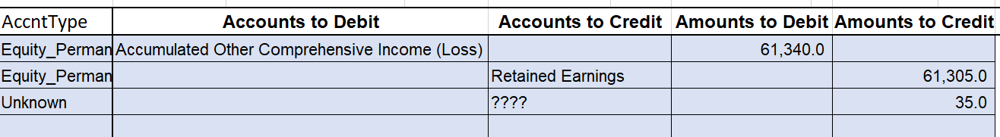 AccntType Accounts to Debit Accounts to Credit Amounts to Debit Amounts to Credit
Equity_Perman Accumulated Other Comprehensive Income (Loss) 61,340.0
Equity_Perman Retained Earnings 61,305.0
Unknown ???? 35.0